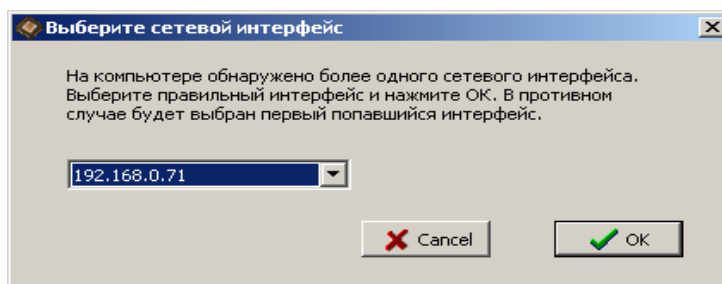 Выберите сетевой интерфейс
На компьютере обнаружено более одного сетевого интерфейса.
Выберите правильный интерфейс и нажмите ОК. В противном
случае будет выбран первый попавшийся интерфейс.
192.168.0.71
Cancel
OK